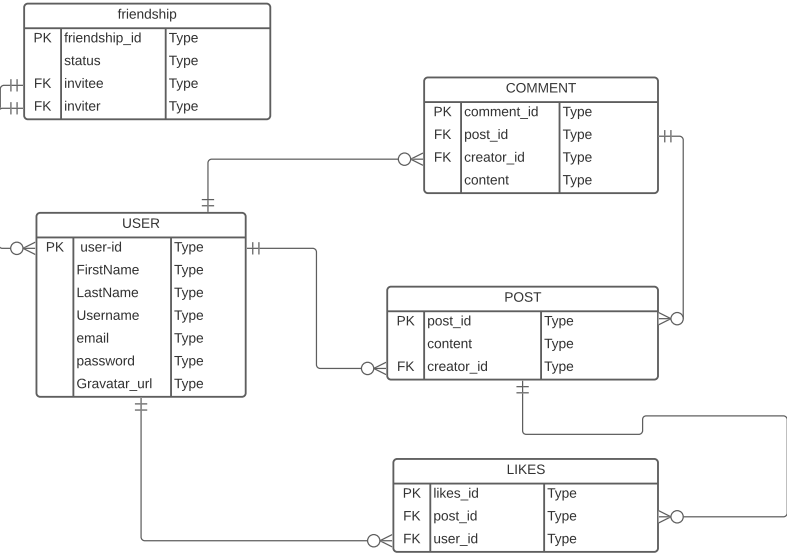 friendship
PK friendship_id Type
status Type
FK invitee Type
FK inviter Type
COMMENT
PK comment_id Type
FK post_id Type
FK creator_id Type
content Type
USER
PK user-id Type
FirstName Type
LastName Type
Username Type
email Type
password Type
Gravatar_url Type
POST
PK post_id Type
content Type
FK creator_id Type
LIKES
PK likes_id Type
FK post_id Type
FK user_id Type